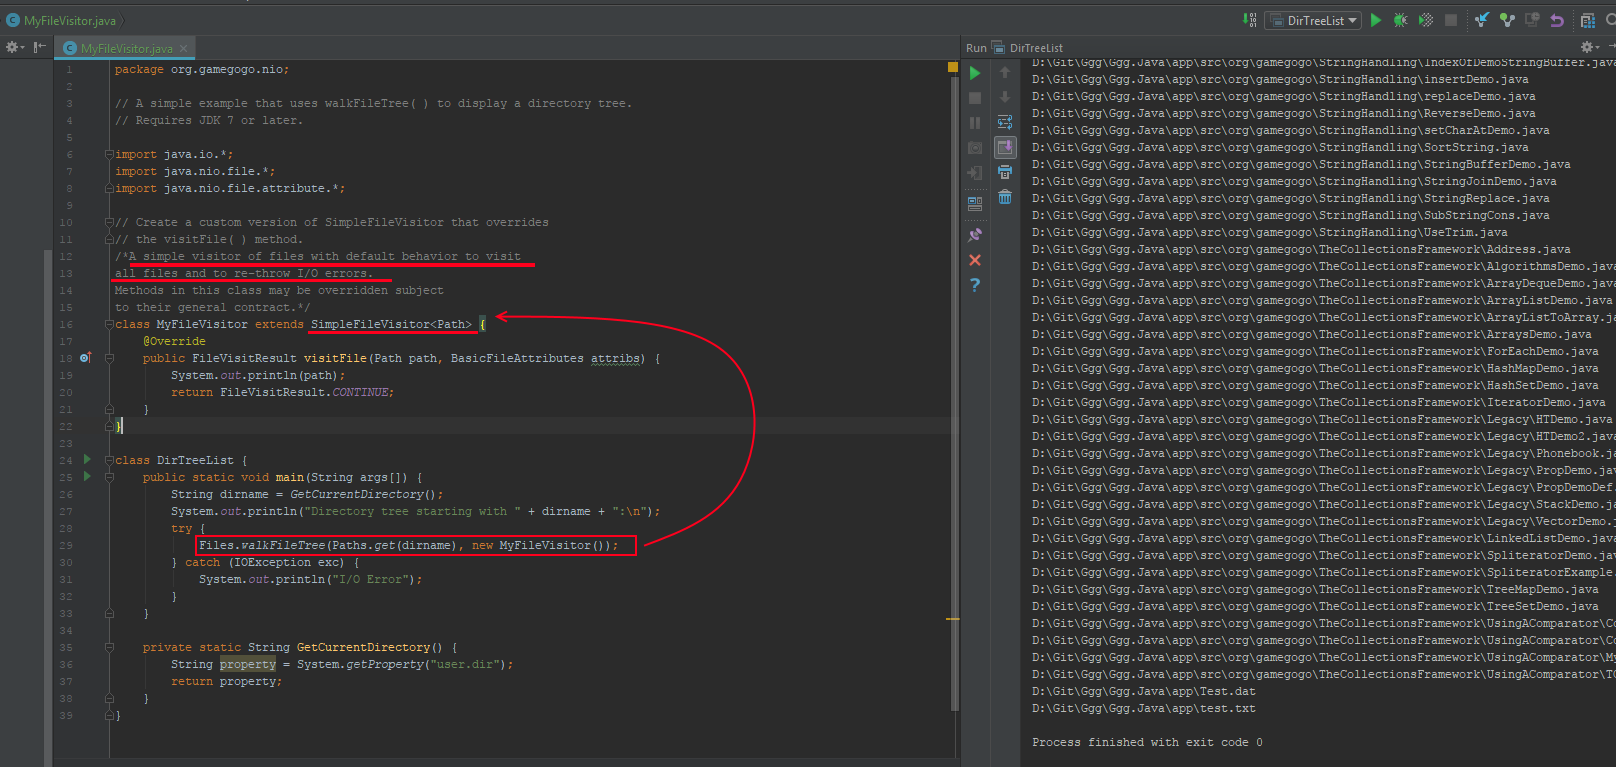 MyFileVisitor.java
DirTreeList
MyFileVisitor.java
Run DirTreeList
1 package org.gamegogo.nio;
2
3 // A simple example that uses walkFileTree( ) to display a directory tree.
4 // Requires JDK 7 or later.
5
6 import java.io.*;
7 import java.nio.file.*;
8 import java.nio.file.attribute.*;
9
10 // Create a custom version of SimpleFileVisitor that overrides
11 // the visitFile( ) method.
12 /*A simple visitor of files with default behavior to visit
13 all files and to re-throw I/O errors.
14 Methods in this class may be overridden subject
15 to their general contract.*/
16 class MyFileVisitor extends SimpleFileVisitor<Path> {
17 @Override
18 public FileVisitResult visitFile(Path path, BasicFileAttributes attribs) {
19 System.out.println(path);
20 return FileVisitResult.CONTINUE;
21 }
22 }
23
24 class DirTreeList {
25 public static void main(String args[]) {
26 String dirname = GetCurrentDirectory();
27 System.out.println("Directory tree starting with " + dirname + ":\n");
28 try {
29 Files.walkFileTree(Paths.get(dirname), new MyFileVisitor());
30 } catch (IOException exc) {
31 System.out.println("I/O Error");
32 }
33 }
34
35 private static String GetCurrentDirectory() {
36 String property = System.getProperty("user.dir");
37 return property;
38 }
39 }
D:\Git\Ggg\Ggg.Java\app\src\org\gamegogo\StringHandling\IndexOfDemoStringBuffer.java
D:\Git\Ggg\Ggg.Java\app\src\org\gamegogo\StringHandling\insertDemo.java
D:\Git\Ggg\Ggg.Java\app\src\org\gamegogo\StringHandling\replaceDemo.java
D:\Git\Ggg\Ggg.Java\app\src\org\gamegogo\StringHandling\ReverseDemo.java
D:\Git\Ggg\Ggg.Java\app\src\org\gamegogo\StringHandling\setCharAtDemo.java
D:\Git\Ggg\Ggg.Java\app\src\org\gamegogo\StringHandling\SortString.java
D:\Git\Ggg\Ggg.Java\app\src\org\gamegogo\StringHandling\StringBufferDemo.java
D:\Git\Ggg\Ggg.Java\app\src\org\gamegogo\StringHandling\StringJoinDemo.java
D:\Git\Ggg\Ggg.Java\app\src\org\gamegogo\StringHandling\StringReplace.java
D:\Git\Ggg\Ggg.Java\app\src\org\gamegogo\StringHandling\SubStringCons.java
D:\Git\Ggg\Ggg.Java\app\src\org\gamegogo\StringHandling\UseTrim.java
D:\Git\Ggg\Ggg.Java\app\src\org\gamegogo\TheCollectionsFramework\Address.java
D:\Git\Ggg\Ggg.Java\app\src\org\gamegogo\TheCollectionsFramework\AlgorithmsDemo.java
D:\Git\Ggg\Ggg.Java\app\src\org\gamegogo\TheCollectionsFramework\ArrayDequeDemo.java
D:\Git\Ggg\Ggg.Java\app\src\org\gamegogo\TheCollectionsFramework\ArrayListDemo.java
D:\Git\Ggg\Ggg.Java\app\src\org\gamegogo\TheCollectionsFramework\ArrayListToArray.ja
D:\Git\Ggg\Ggg.Java\app\src\org\gamegogo\TheCollectionsFramework\ArraysDemo.java
D:\Git\Ggg\Ggg.Java\app\src\org\gamegogo\TheCollectionsFramework\ForEachDemo.java
D:\Git\Ggg\Ggg.Java\app\src\org\gamegogo\TheCollectionsFramework\HashMapDemo.java
D:\Git\Ggg\Ggg.Java\app\src\org\gamegogo\TheCollectionsFramework\HashSetDemo.java
D:\Git\Ggg\Ggg.Java\app\src\org\gamegogo\TheCollectionsFramework\IteratorDemo.java
D:\Git\Ggg\Ggg.Java\app\src\org\gamegogo\TheCollectionsFramework\Legacy\HTDemo.java
D:\Git\Ggg\Ggg.Java\app\src\org\gamegogo\TheCollectionsFramework\Legacy\HTDemo2.java
D:\Git\Ggg\Ggg.Java\app\src\org\gamegogo\TheCollectionsFramework\Legacy\Phonebook.ja
D:\Git\Ggg\Ggg.Java\app\src\org\gamegogo\TheCollectionsFramework\Legacy\PropDemo.jav
D:\Git\Ggg\Ggg.Java\app\src\org\gamegogo\TheCollectionsFramework\Legacy\PropDemoDef.
D:\Git\Ggg\Ggg.Java\app\src\org\gamegogo\TheCollectionsFramework\Legacy\StackDemo.ja
D:\Git\Ggg\Ggg.Java\app\src\org\gamegogo\TheCollectionsFramework\Legacy\VectorDemo.j
D:\Git\Ggg\Ggg.Java\app\src\org\gamegogo\TheCollectionsFramework\LinkedListDemo.java
D:\Git\Ggg\Ggg.Java\app\src\org\gamegogo\TheCollectionsFramework\SpliteratorDemo.jav
D:\Git\Ggg\Ggg.Java\app\src\org\gamegogo\TheCollectionsFramework\SpliteratorExample.
D:\Git\Ggg\Ggg.Java\app\src\org\gamegogo\TheCollectionsFramework\TreeMapDemo.java
D:\Git\Ggg\Ggg.Java\app\src\org\gamegogo\TheCollectionsFramework\TreeSetDemo.java
D:\Git\Ggg\Ggg.Java\app\src\org\gamegogo\TheCollectionsFramework\UsingAComparator\Co
D:\Git\Ggg\Ggg.Java\app\src\org\gamegogo\TheCollectionsFramework\UsingAComparator\Co
D:\Git\Ggg\Ggg.Java\app\src\org\gamegogo\TheCollectionsFramework\UsingAComparator\My
D:\Git\Ggg\Ggg.Java\app\src\org\gamegogo\TheCollectionsFramework\UsingAComparator\TC
D:\Git\Ggg\Ggg.Java\app\Test.dat
D:\Git\Ggg\Ggg.Java\app\test.txt
Process finished with exit code 0